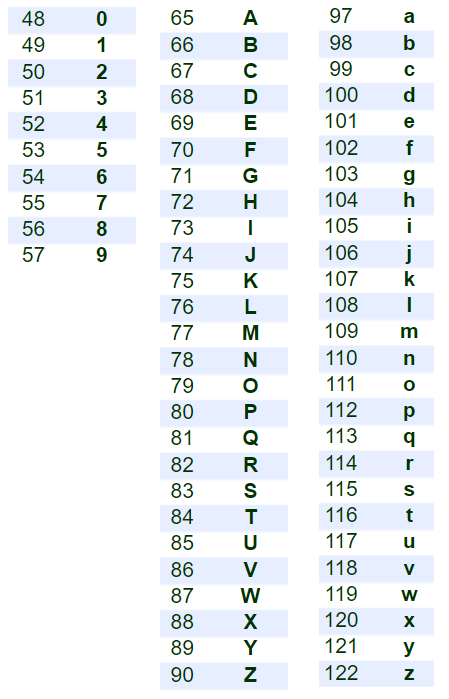 48 0
49 1
50 2
51 3
52 4
53 5
54 6
55 7
56 8
57 9
65 A
66 B
67 C
68 D
69 E
70 F
71 G
72 H
73 I
74 J
75 K
76 L
77 M
78 N
79 O
80 P
81 Q
82 R
83 S
84 T
85 U
86 V
87 W
88 X
89 Y
90 Z
97 a
98 b
99 c
100 d
101 e
102 f
103 g
104 h
105 i
106 j
107 k
108 l
109 m
110 n
111 o
112 p
113 q
114 r
115 s
116 t
117 u
118 v
119 w
120 x
121 y
122 z